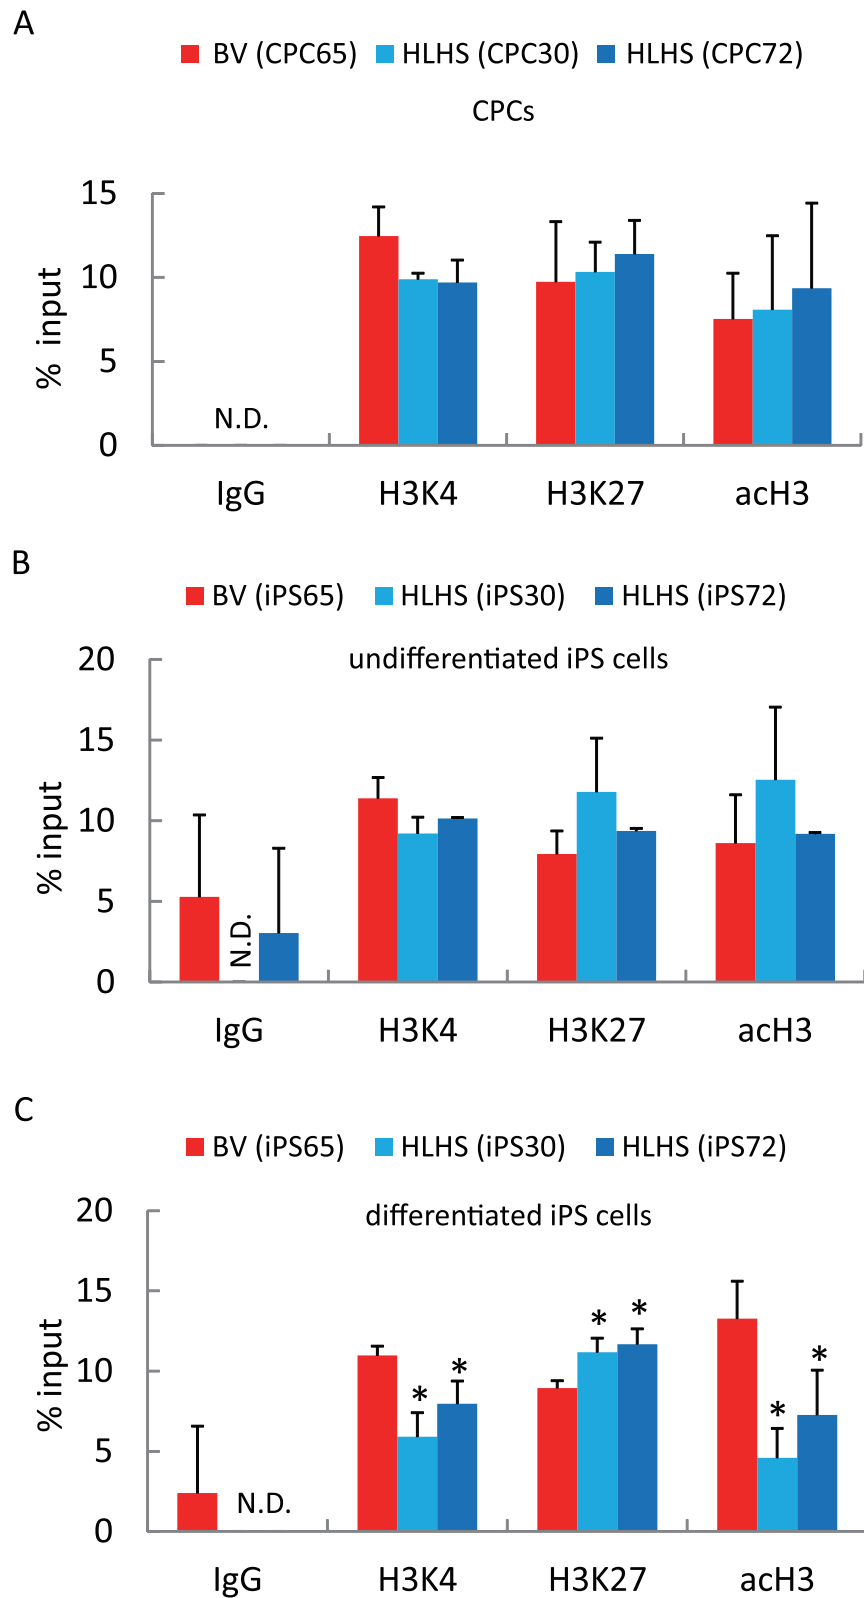 A
BV (CPC65) HLHS (CPC30) HLHS (CPC72)
CPCs
15
10
5
0
% input
N.D.
IgG H3K4 H3K27 acH3
B
BV (iPS65) HLHS (iPS30) HLHS (iPS72)
undifferentiated iPS cells
20
15
10
5
0
% input
N.D.
IgG H3K4 H3K27 acH3
C
BV (iPS65) HLHS (iPS30) HLHS (iPS72)
differentiated iPS cells
20
15
10
5
0
% input
N.D.
* * * * * *
IgG H3K4 H3K27 acH3